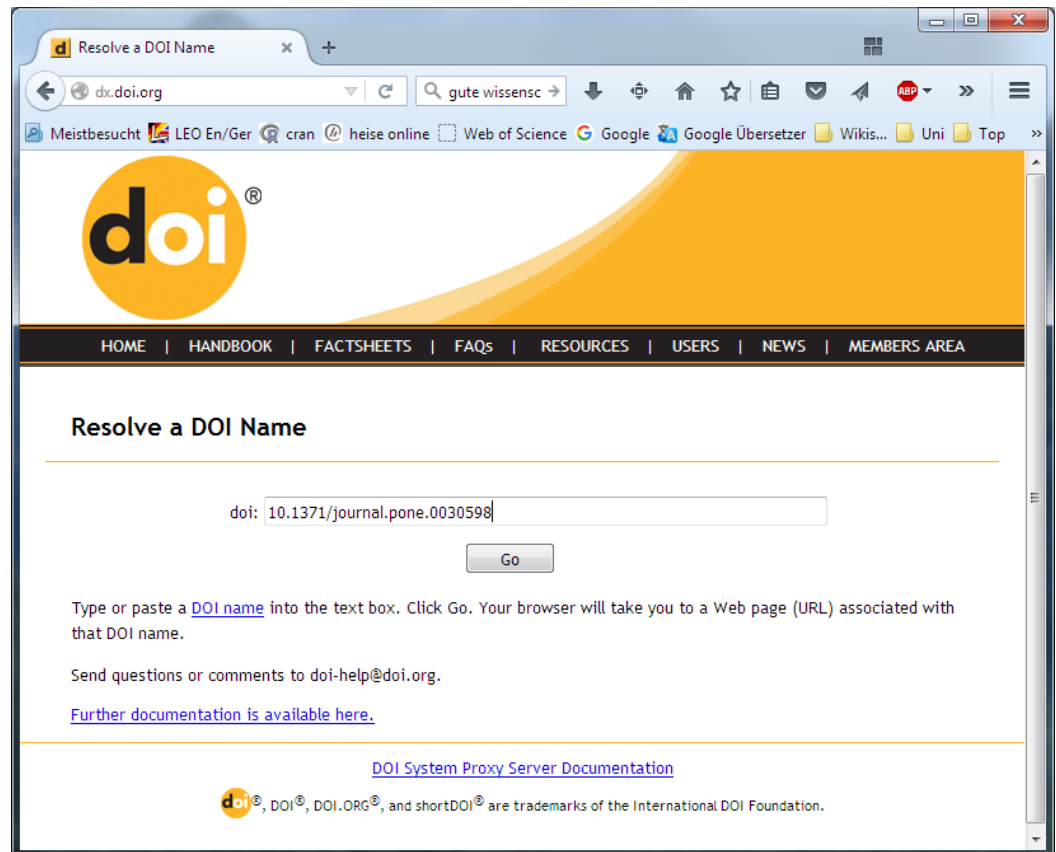 d Resolve a DOI Name × +
dx.doi.org gute wissensc → ABP »
Meistbesucht LEO En/Ger cran heise online Web of Science G Google Google Übersetzer Wikis... Uni Top »
doi®
HOME | HANDBOOK | FACTSHEETS | FAQs | RESOURCES | USERS | NEWS | MEMBERS AREA
Resolve a DOI Name
doi: 10.1371/journal.pone.0030598
Go
Type or paste a DOI name into the text box. Click Go. Your browser will take you to a Web page (URL) associated with
that DOI name.
Send questions or comments to doi-help@doi.org.
Further documentation is available here.
DOI System Proxy Server Documentation
doi®, DOI®, DOI.ORG®, and shortDOI® are trademarks of the International DOI Foundation.